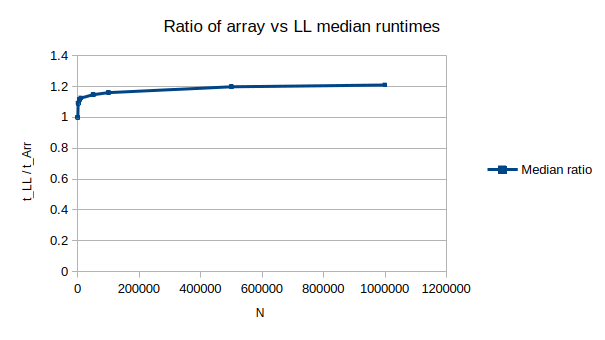 Ratio of array vs LL median runtimes
1.4
1.2
1
0.8
0.6
0.4
0.2
0
t_LL / t_Arr
0 200000 400000 600000 800000 1000000 1200000
N
Median ratio